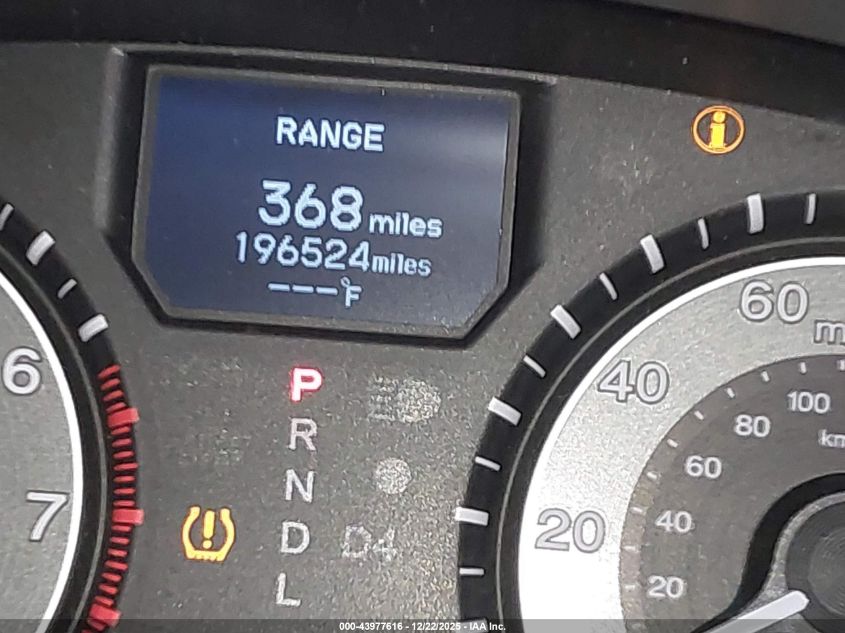 RANGE
368 miles
196524 miles
---°F
60
40
20
100
80
60
40
20
km
6
7
P
R
N
D D4
L
000-43977616 - 12/22/2025 - IAA Inc.